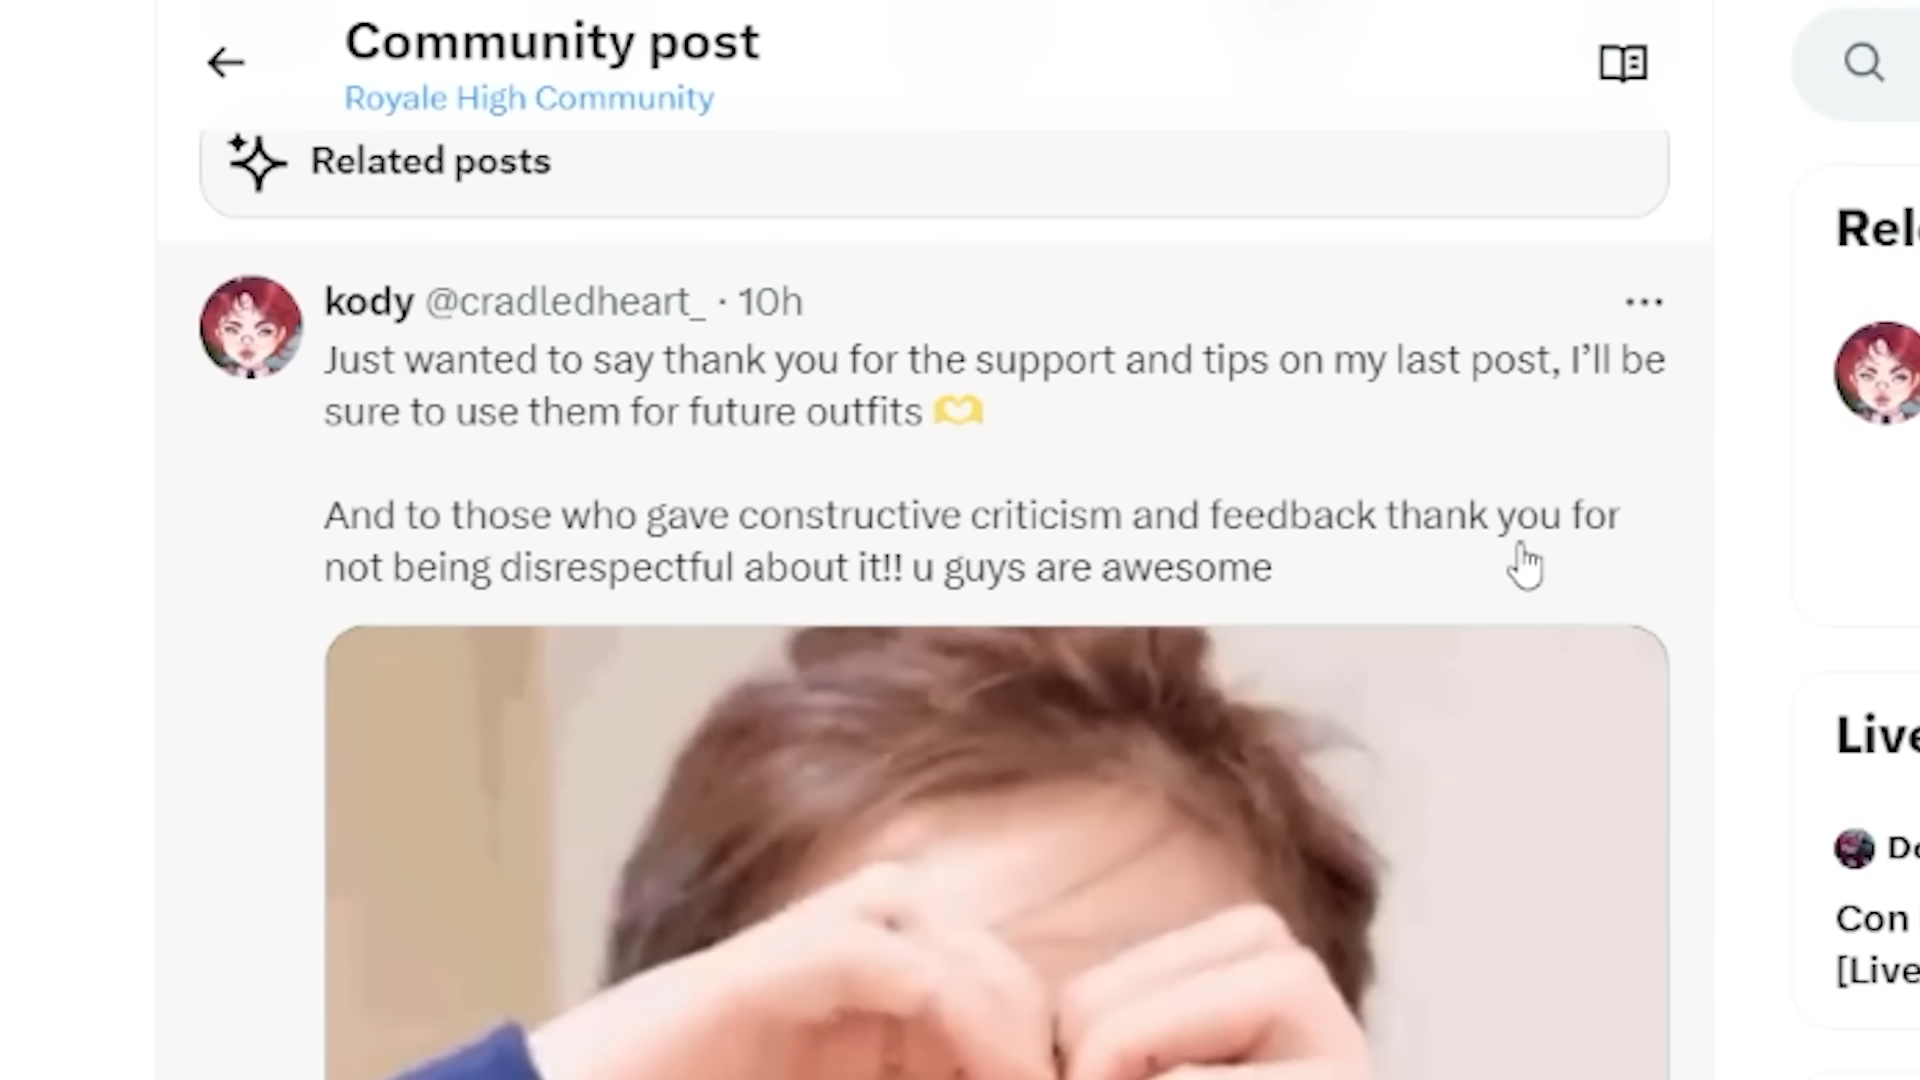 Community post
Royale High Community
Related posts
kody @cradledheart_ · 10h
Just wanted to say thank you for the support and tips on my last post, I’ll be
sure to use them for future outfits 🫶
And to those who gave constructive criticism and feedback thank you for
not being disrespectful about it!! u guys are awesome
Rel
Live
Do
Con
[Live